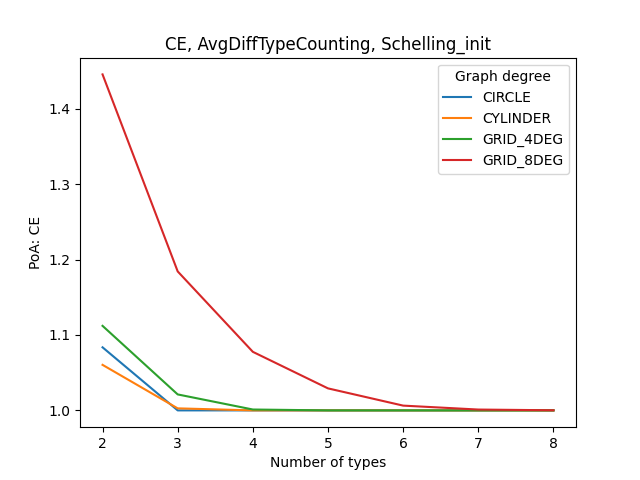 CE, AvgDiffTypeCounting, Schelling_init
Graph degree
CIRCLE
CYLINDER
GRID_4DEG
GRID_8DEG
PoA: CE
1.4
1.3
1.2
1.1
1.0
2 3 4 5 6 7 8
Number of types